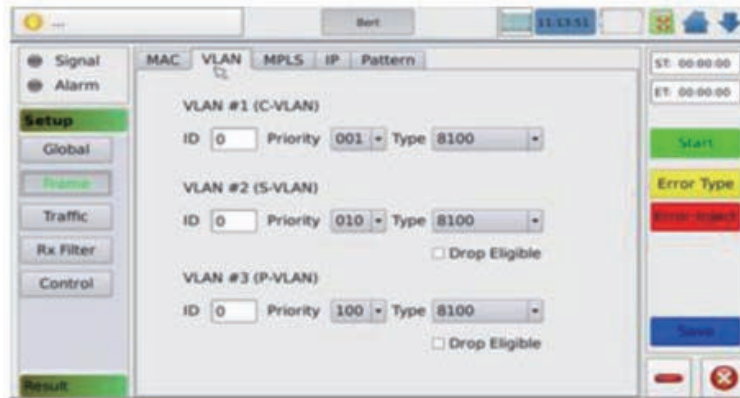 ... Bert 11:13:51
Signal
Alarm
Setup
Global
Frame
Traffic
Rx Filter
Control
Result
MAC VLAN MPLS IP Pattern
VLAN #1 (C-VLAN)
ID 0 Priority 001 Type 8100
VLAN #2 (S-VLAN)
ID 0 Priority 010 Type 8100
Drop Eligible
VLAN #3 (P-VLAN)
ID 0 Priority 100 Type 8100
Drop Eligible
ST: 00:00:00
ET: 00:00:00
Start
Error Type
Error Inject
Save